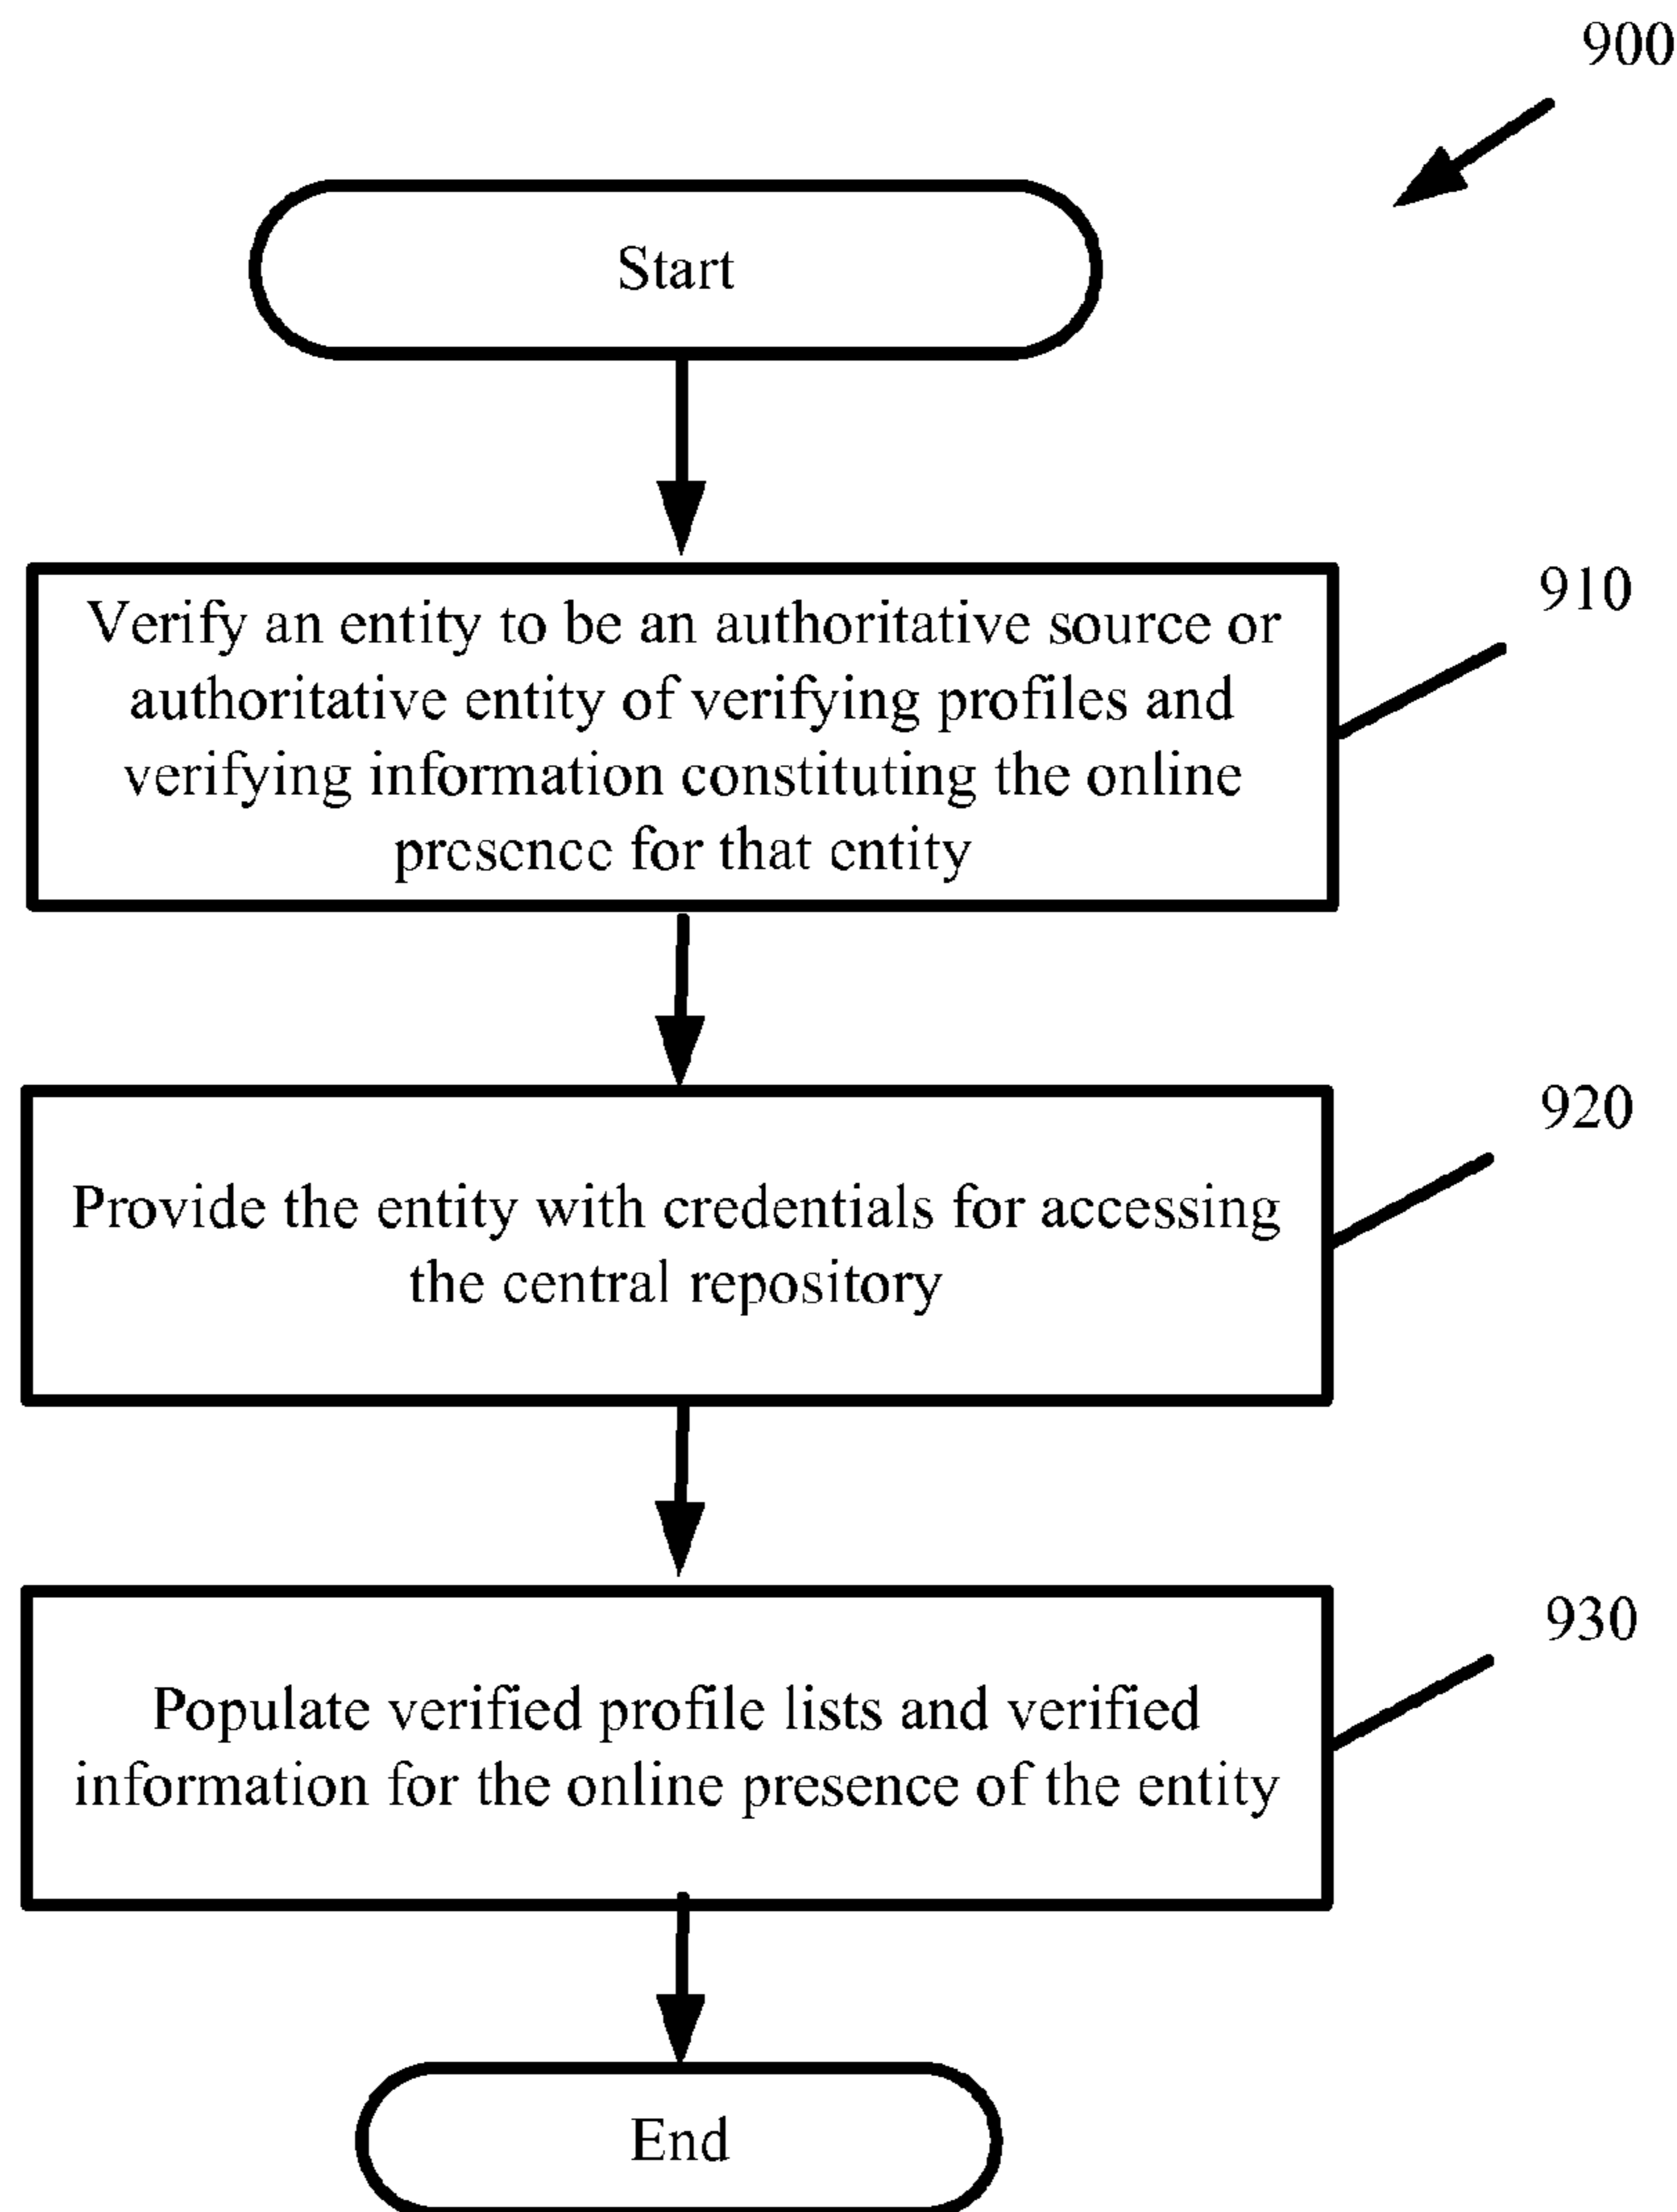 900
Start
910
Verify an entity to be an authoritative source or
authoritative entity of verifying profiles and
verifying information constituting the online
presence for that entity
920
Provide the entity with credentials for accessing
the central repository
930
Populate verified profile lists and verified
information for the online presence of the entity
End